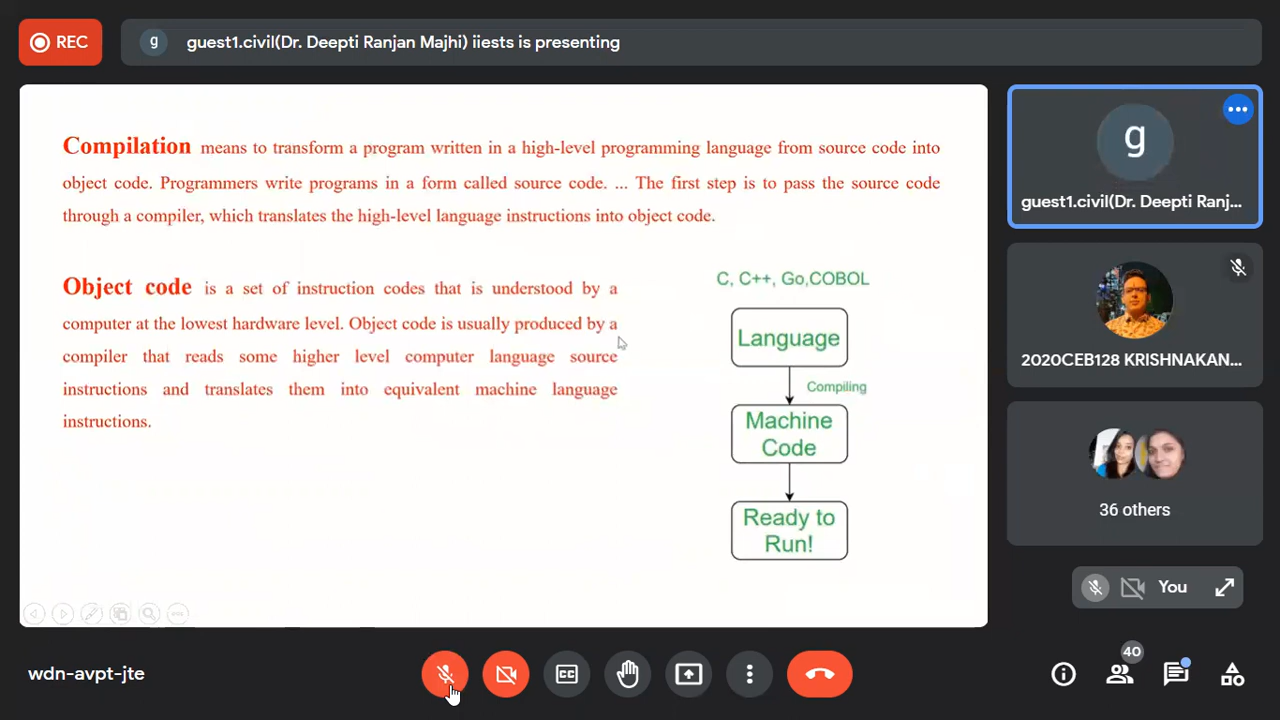 REC
g
guest1.civil(Dr. Deepti Ranjan Majhi) iiests is presenting
Compilation means to transform a program written in a high-level programming language from source code into
object code. Programmers write programs in a form called source code. ... The first step is to pass the source code
through a compiler, which translates the high-level language instructions into object code.
Object code is a set of instruction codes that is understood by a
computer at the lowest hardware level. Object code is usually produced by a
compiler that reads some higher level computer language source
instructions and translates them into equivalent machine language
instructions.
C, C++, Go,COBOL
Language
Compiling
Machine
Code
Ready to
Run!
g
guest1.civil(Dr. Deepti Ranj...
2020CEB128 KRISHNAKAN...
36 others
You
wdn-avpt-jte
CC
40